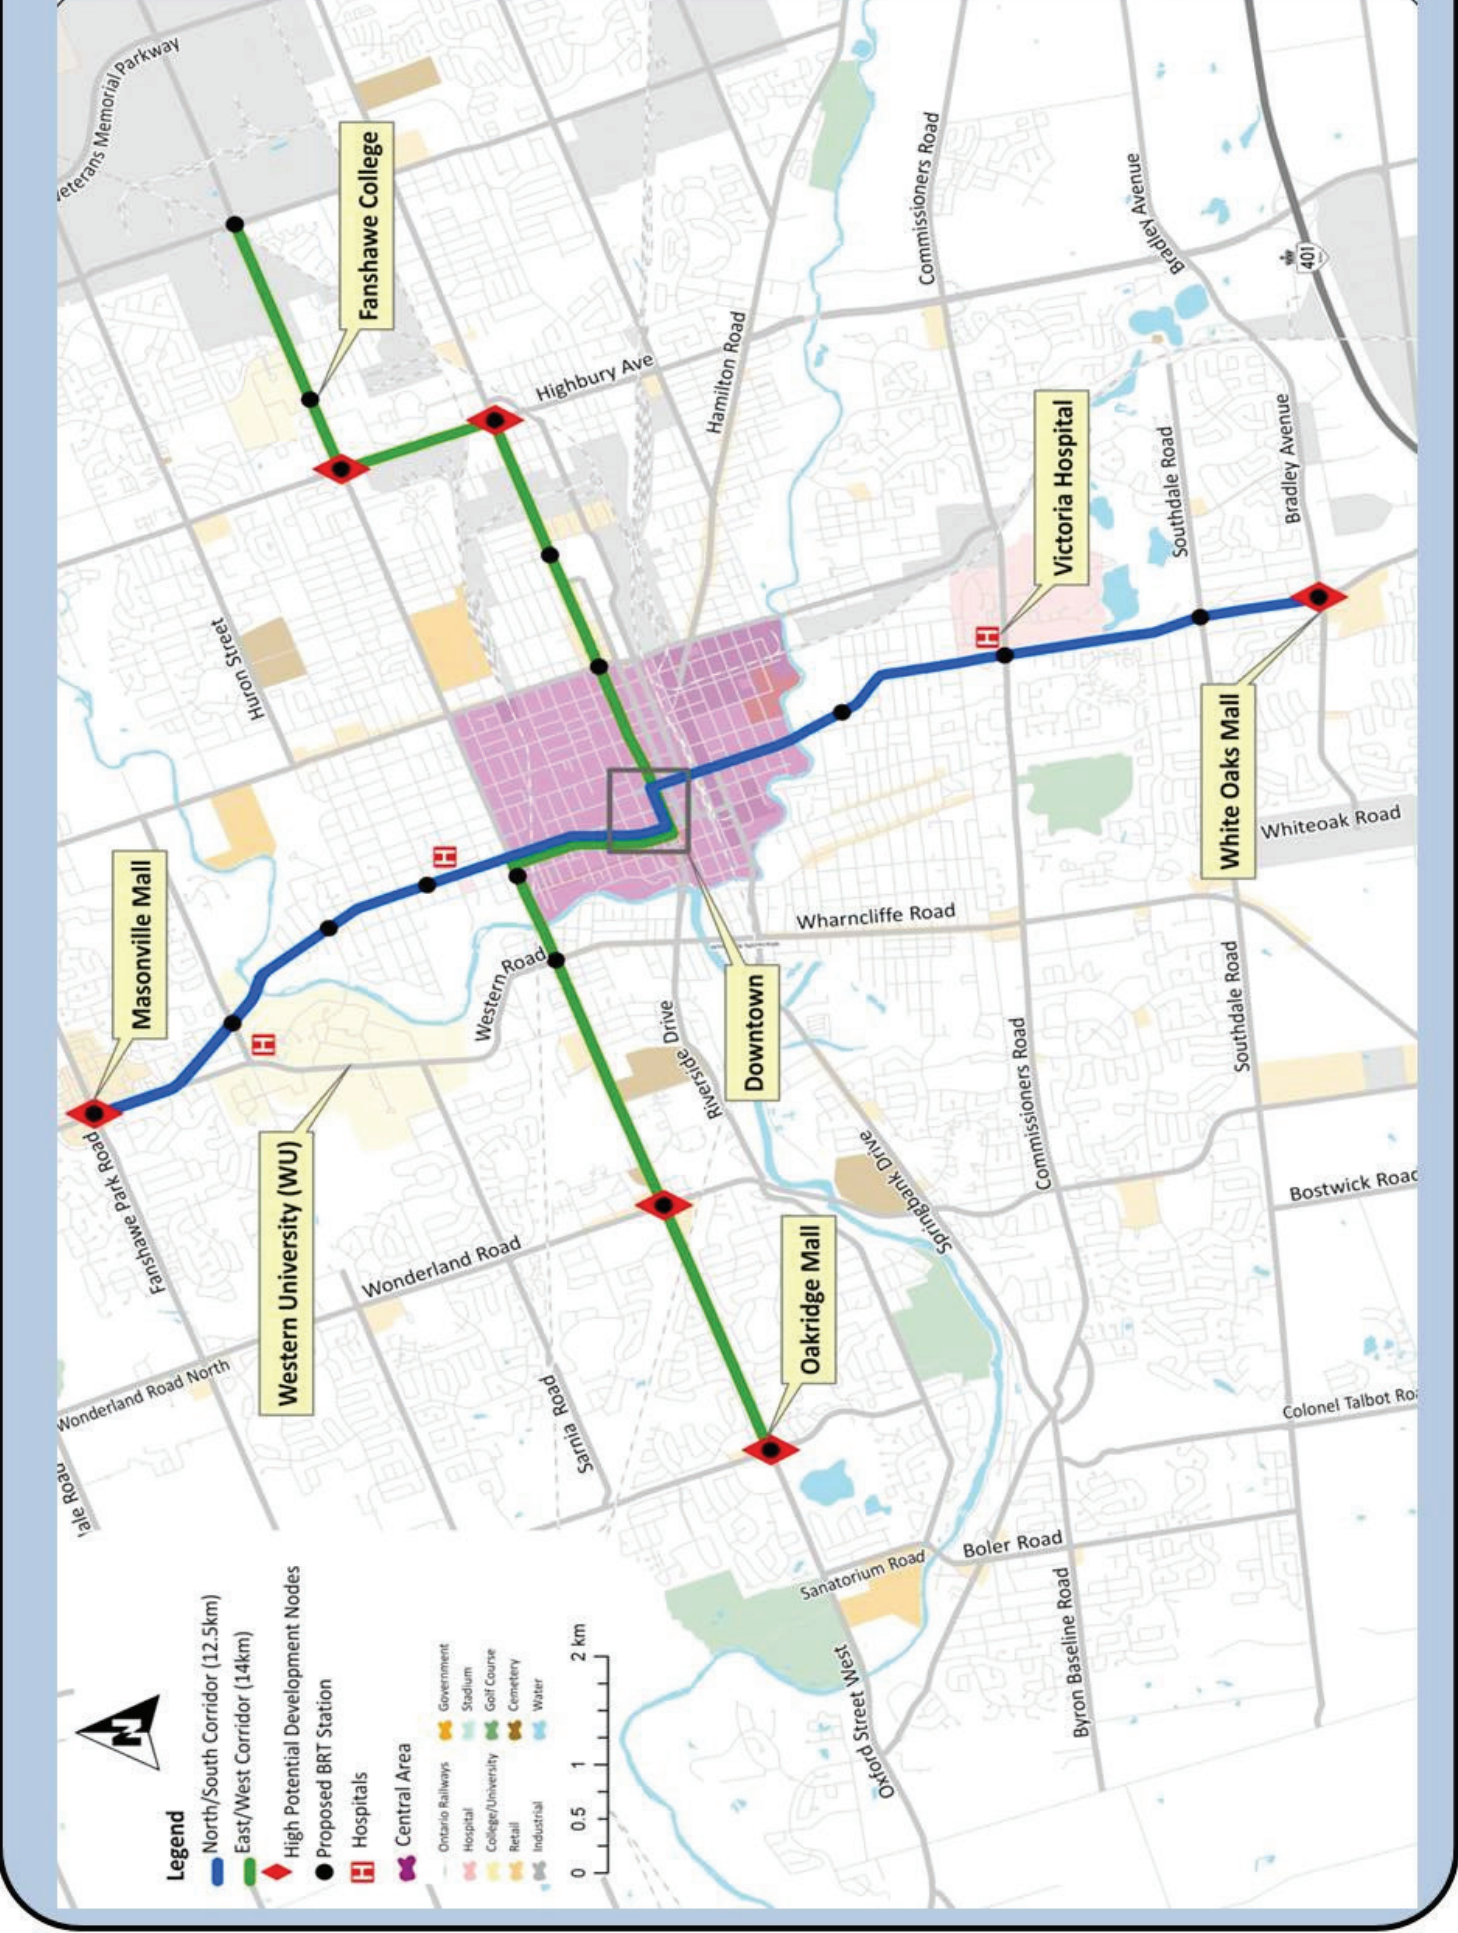 Legend
North/South Corridor (12.5km)
East/West Corridor (14km)
High Potential Development Nodes
Proposed BRT Station
H Hospitals
Central Area
Ontario Railways
Hospital
College/University
Retail
Industrial
Government
Stadium
Golf Course
Cemetery
Water
0 0.5 1 2 km
N
Masonville Mall
Western University (WU)
Fanshawe College
Downtown
Oakridge Mall
Victoria Hospital
White Oaks Mall
H
H
H
401
Veterans Memorial Parkway
Huron Street
Highbury Ave
Hamilton Road
Commissioners Road
Bradley Avenue
Bradley Avenue
Southdale Road
Whiteoak Road
Wharncliffe Road
Western Road
Riverside Drive
Springbank Drive
Commissioners Road
Southdale Road
Bostwick Road
Colonel Talbot Roa
Fanshawe Park Road
Wonderland Road
Wonderland Road North
ale Road
Sarnia Road
Sanatorium Road
Boler Road
Byron Baseline Road
Oxford Street West